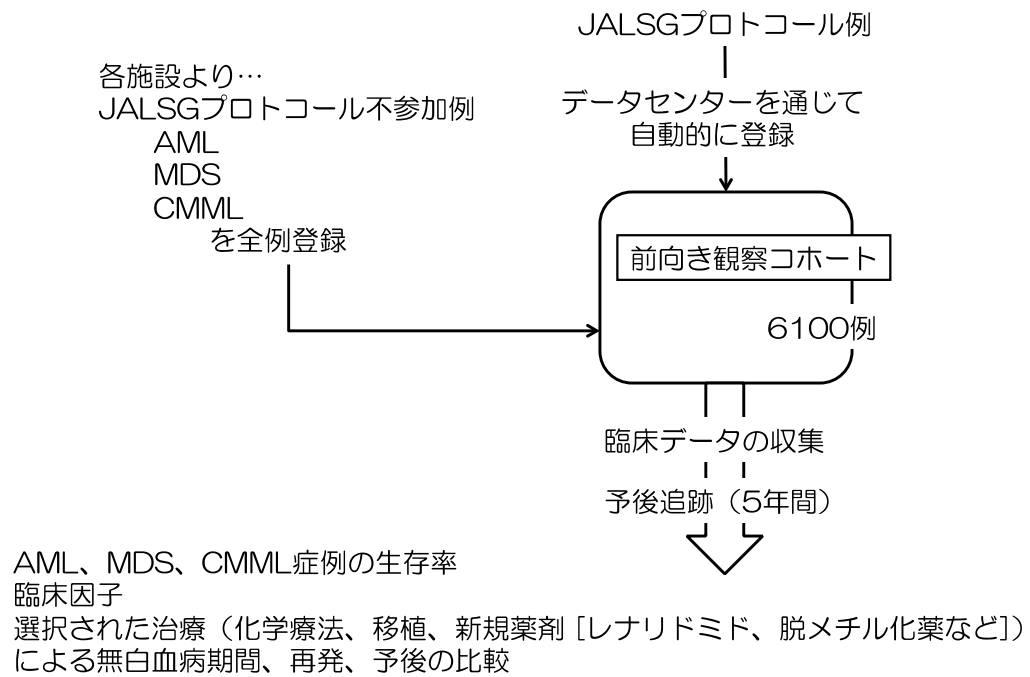 JALSGプロトコール例
各施設より…
JALSGプロトコール不参加例
AML
MDS
CMML
を全例登録
データセンターを通じて
自動的に登録
前向き観察コホート
6100例
臨床データの収集
予後追跡（5年間）
AML、MDS、CMML症例の生存率
臨床因子
選択された治療（化学療法、移植、新規薬剤 [レナリドミド、脱メチル化薬など]）
による無白血病期間、再発、予後の比較